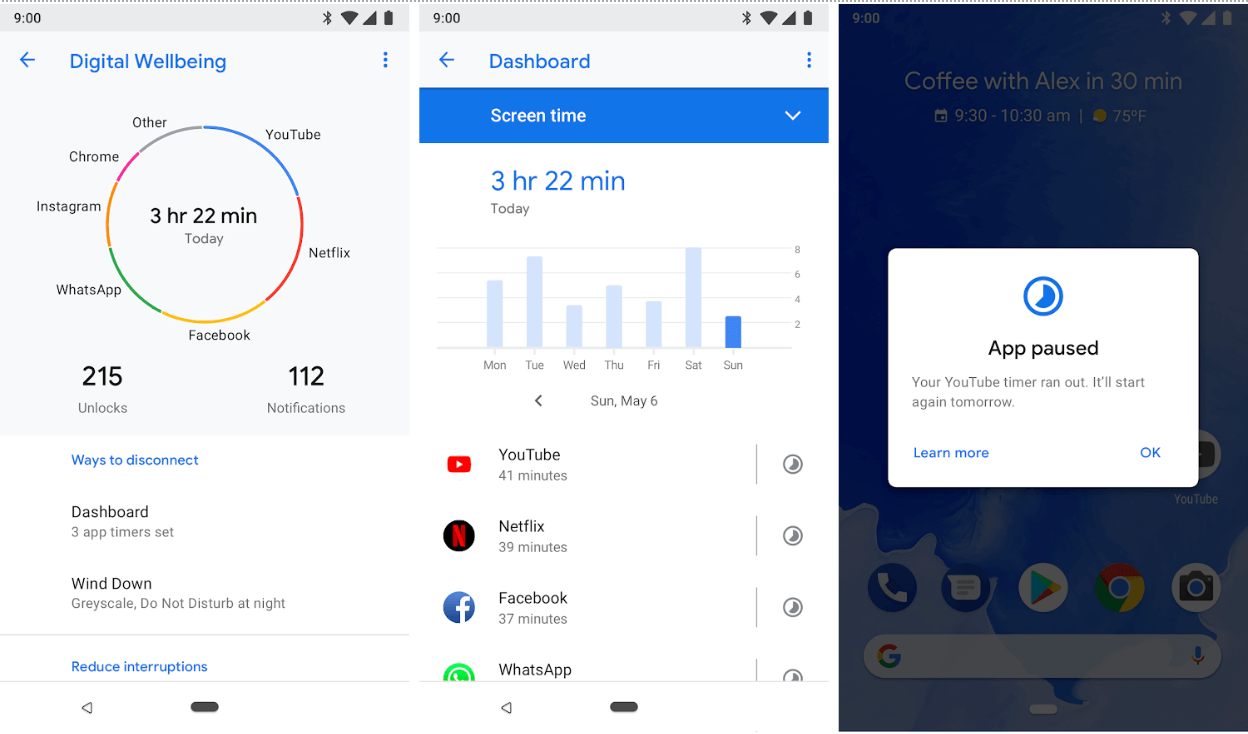 9:00
Digital Wellbeing
Other
YouTube
Chrome
Instagram
3 hr 22 min
Today
Netflix
WhatsApp
Facebook
215
112
Unlocks
Notifications
Ways to disconnect
Dashboard
3 app timers set
Wind Down
Greyscale, Do Not Disturb at night
Reduce interruptions
9:00
Dashboard
Screen time
3 hr 22 min
Today
8
6
4
2
Mon Tue Wed Thu Fri Sat Sun
Sun, May 6
YouTube
41 minutes
Netflix
39 minutes
Facebook
37 minutes
WhatsApp
9:00
Coffee with Alex in 30 min
9:30 - 10:30 am | 75°F
App paused
Your YouTube timer ran out. It'll start
again tomorrow.
Learn more
OK
YouTube